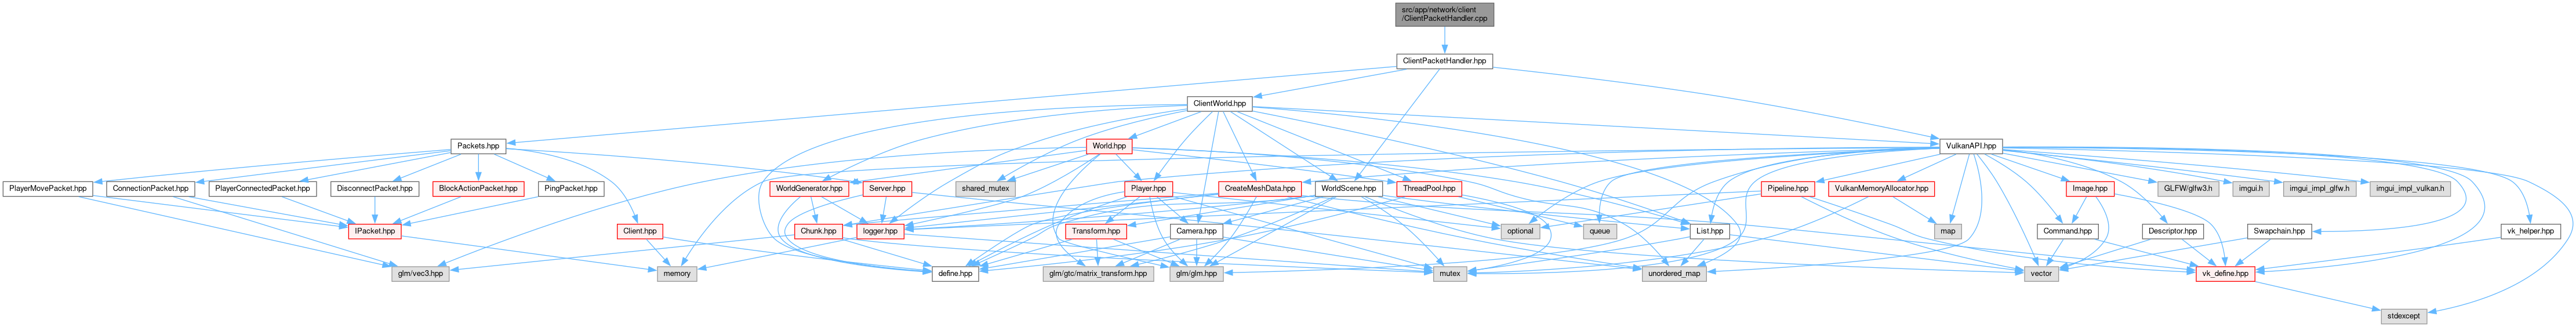 src/app/network/client
/ClientPacketHandler.cpp
ClientPacketHandler.hpp
ClientWorld.hpp
Packets.hpp
World.hpp
VulkanAPI.hpp
PlayerMovePacket.hpp
ConnectionPacket.hpp
PlayerConnectedPacket.hpp
DisconnectPacket.hpp
BlockActionPacket.hpp
PingPacket.hpp
WorldGenerator.hpp
Server.hpp
shared_mutex
Player.hpp
CreateMeshData.hpp
WorldScene.hpp
ThreadPool.hpp
Pipeline.hpp
VulkanMemoryAllocator.hpp
Image.hpp
GLFW/glfw3.h
imgui.h
imgui_impl_glfw.h
imgui_impl_vulkan.h
IPacket.hpp
Client.hpp
Chunk.hpp
logger.hpp
Transform.hpp
Camera.hpp
optional
queue
List.hpp
map
Command.hpp
Descriptor.hpp
Swapchain.hpp
vk_helper.hpp
glm/vec3.hpp
memory
define.hpp
glm/gtc/matrix_transform.hpp
glm/glm.hpp
mutex
unordered_map
vector
vk_define.hpp
stdexcept